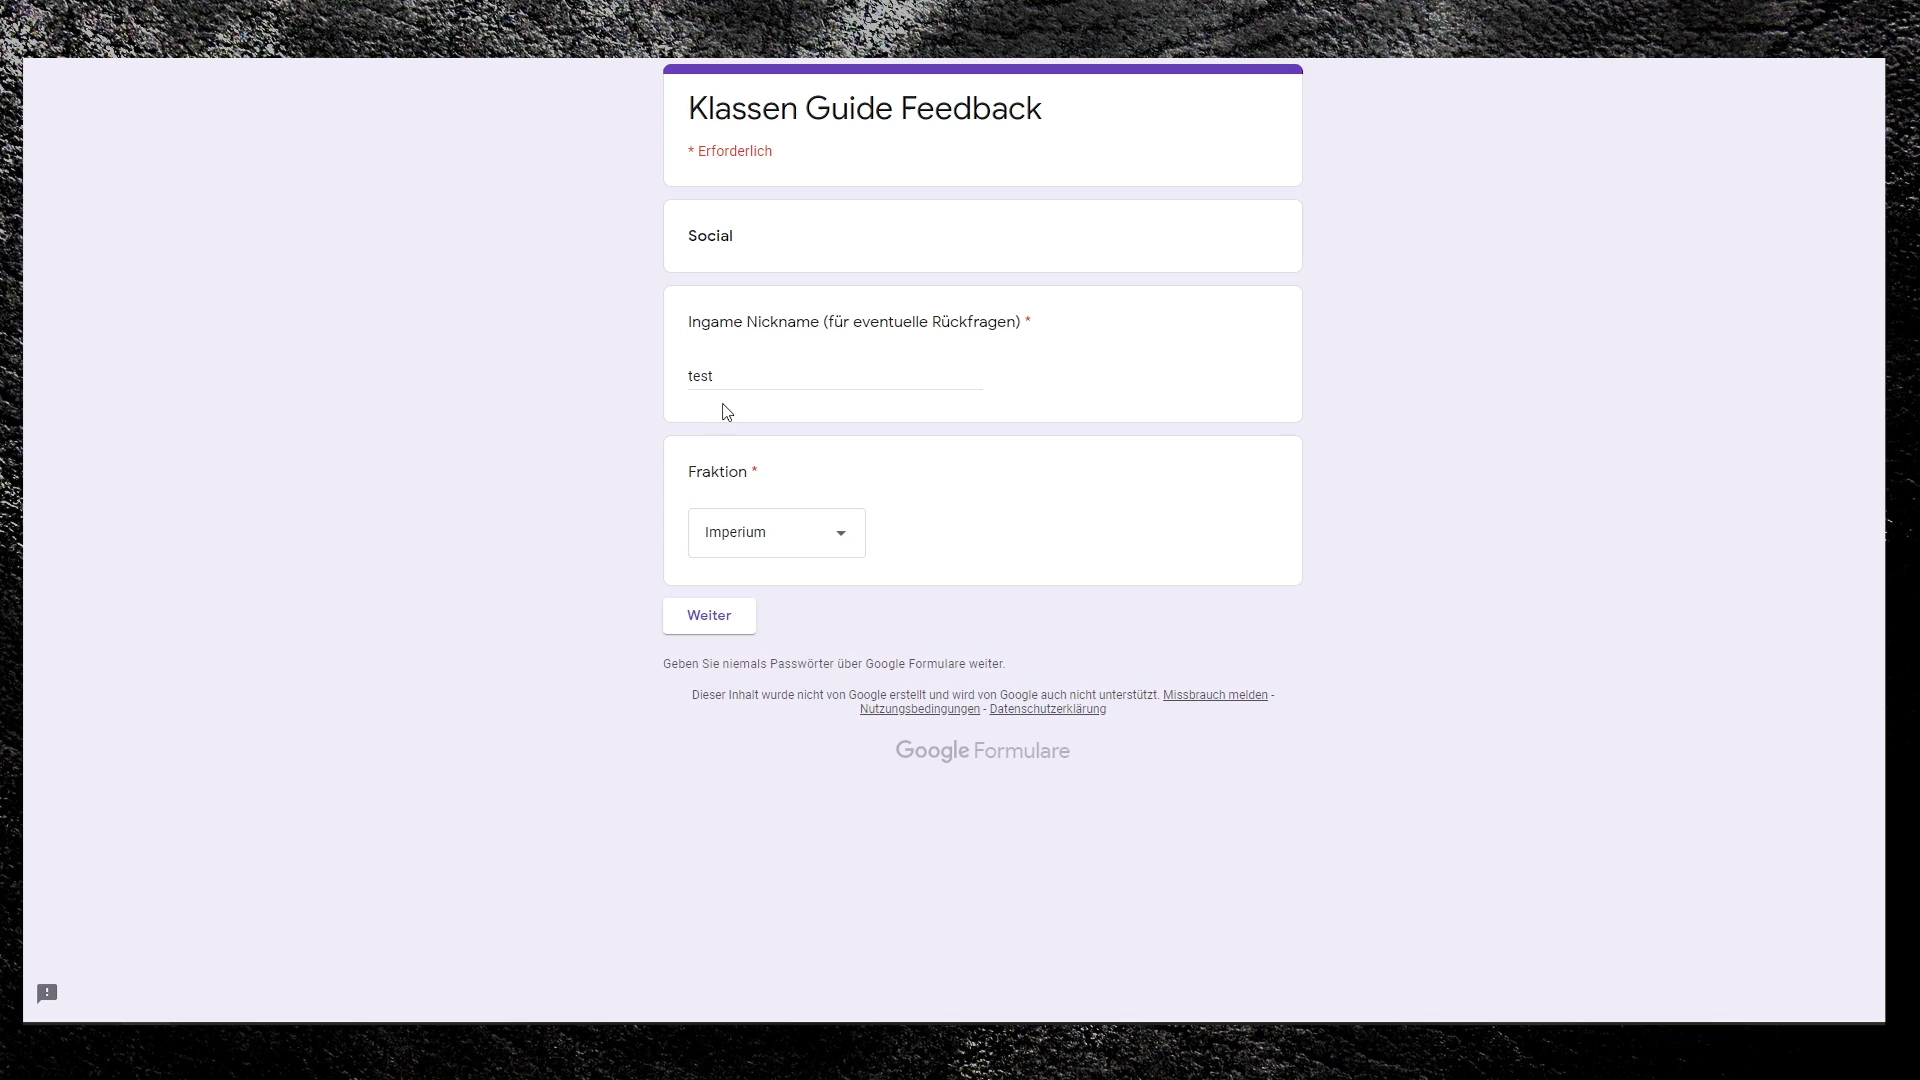 Klassen Guide Feedback
* Erforderlich
Social
Ingame Nickname (für eventuelle Rückfragen) *
test
Fraktion *
Imperium
Weiter
Geben Sie niemals Passwörter über Google Formulare weiter.
Dieser Inhalt wurde nicht von Google erstellt und wird von Google auch nicht unterstützt. Missbrauch melden -
Nutzungsbedingungen - Datenschutzerklärung
Google Formulare